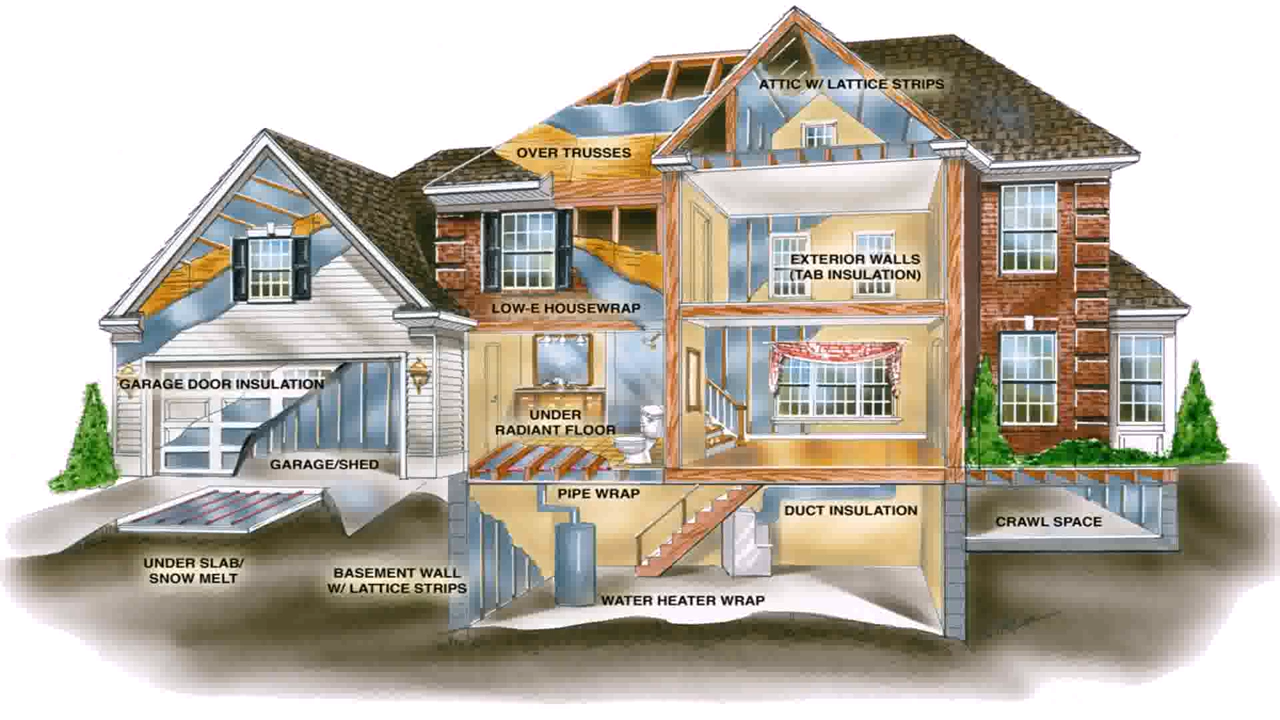 ATTIC W/ LATTICE STRIPS
OVER TRUSSES
EXTERIOR WALLS
(TAB INSULATION)
LOW-E HOUSEWRAP
GARAGE DOOR INSULATION
UNDER
RADIANT FLOOR
GARAGE/SHED
PIPE WRAP
DUCT INSULATION
CRAWL SPACE
UNDER SLAB/
SNOW MELT
BASEMENT WALL
W/ LATTICE STRIPS
WATER HEATER WRAP